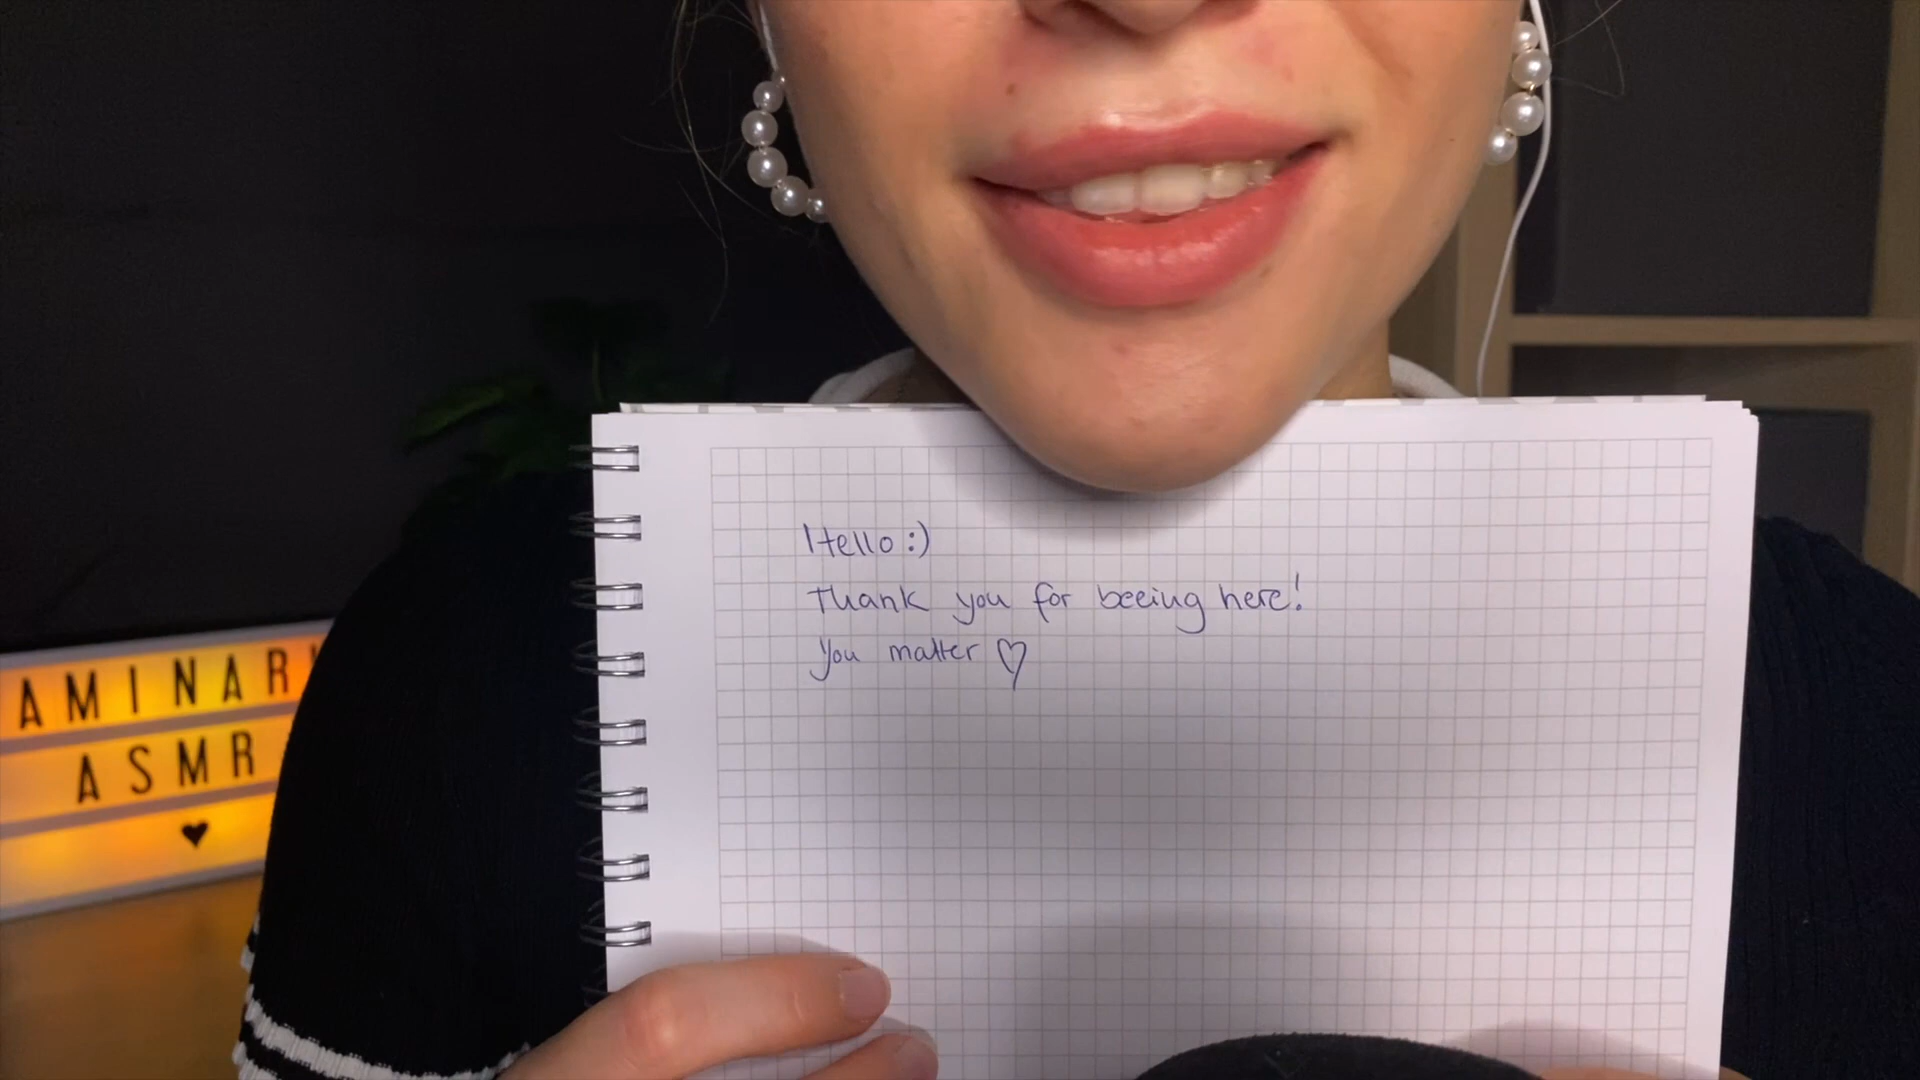 Hello :)
Thank you for beeing here!
You matter ♡
AMINAR
ASMR
♥